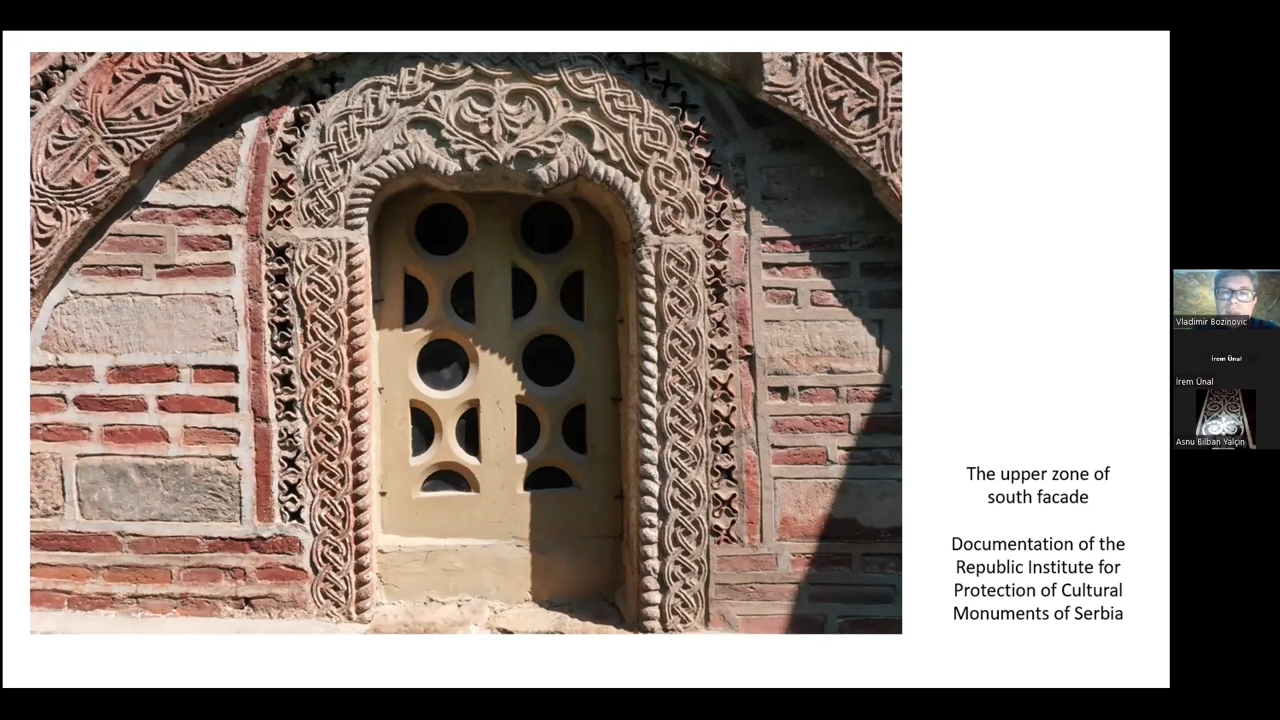 The upper zone of
south facade
Documentation of the
Republic Institute for
Protection of Cultural
Monuments of Serbia
Vladimir Bozinovic
İrem Ünal
İrem Ünal
Asnu Bilban Yalçın